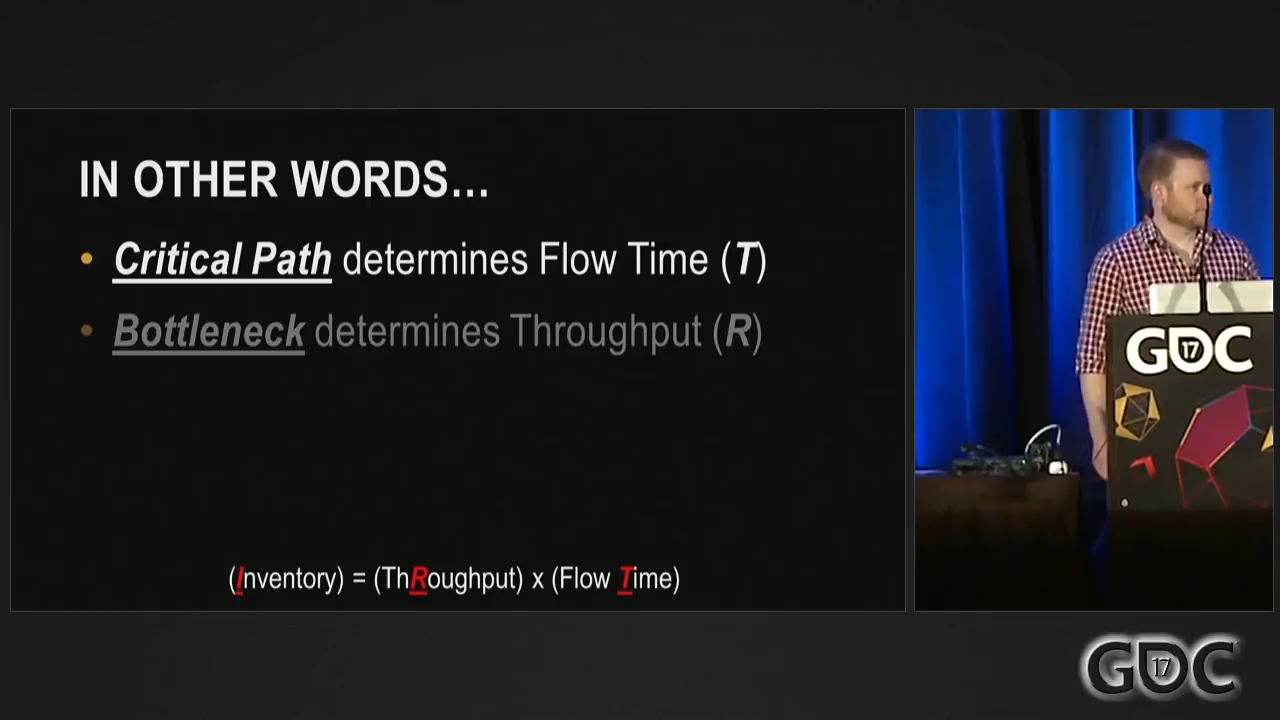 IN OTHER WORDS…
• Critical Path determines Flow Time (T)
• Bottleneck determines Throughput (R)
(Inventory) = (ThRoughput) x (Flow Time)
GDC
17
GDC
17